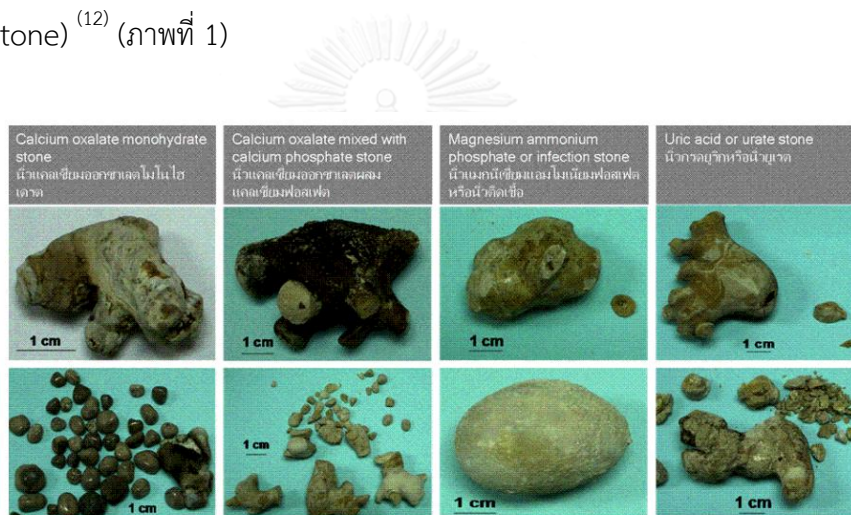 tone) (12) (ภาพที่ 1)
Calcium oxalate monohydrate
stone
นิ่วแคลเซียมออกซาเลตโมโนไฮ
เดรต
Calcium oxalate mixed with
calcium phosphate stone
นิ่วแคลเซียมออกซาเลตผสม
แคลเซียมฟอสเฟต
Magnesium ammonium
phosphate or infection stone
นิ่วแมกนีเซียมแอมโมเนียมฟอสเฟต
หรือนิ่วติดเชื้อ
Uric acid or urate stone
นิ่วกรดยูริกหรือนิ่วยูเรต
1 cm
1 cm
1 cm
1 cm
1 cm
1 cm
1 cm
1 cm